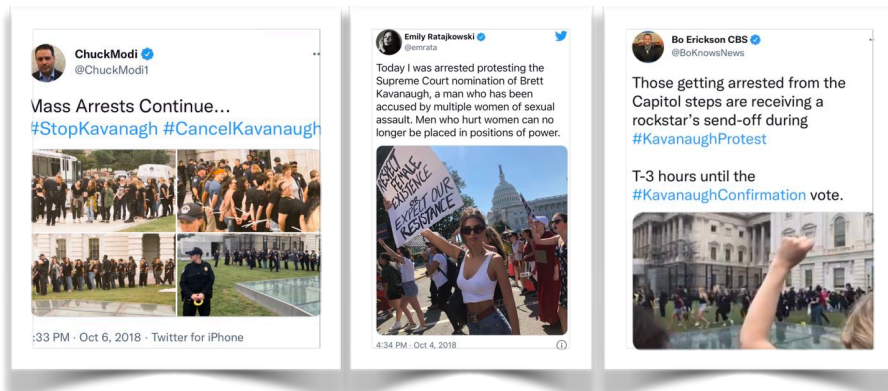 ChuckModi
@ChuckModi1
Mass Arrests Continue...
#StopKavanagh #CancelKavanaugh
:33 PM · Oct 6, 2018 · Twitter for iPhone
Emily Ratajkowski
@emrata
Today I was arrested protesting the
Supreme Court nomination of Brett
Kavanaugh, a man who has been
accused by multiple women of sexual
assault. Men who hurt women can no
longer be placed in positions of power.
RESPECT
FEMALE
EXISTENCE
OR
EXPECT OUR
RESISTANCE
4:34 PM · Oct 4, 2018
Bo Erickson CBS
@BoKnowsNews
Those getting arrested from the
Capitol steps are receiving a
rockstar's send-off during
#KavanaughProtest
T-3 hours until the
#KavanaughConfirmation vote.